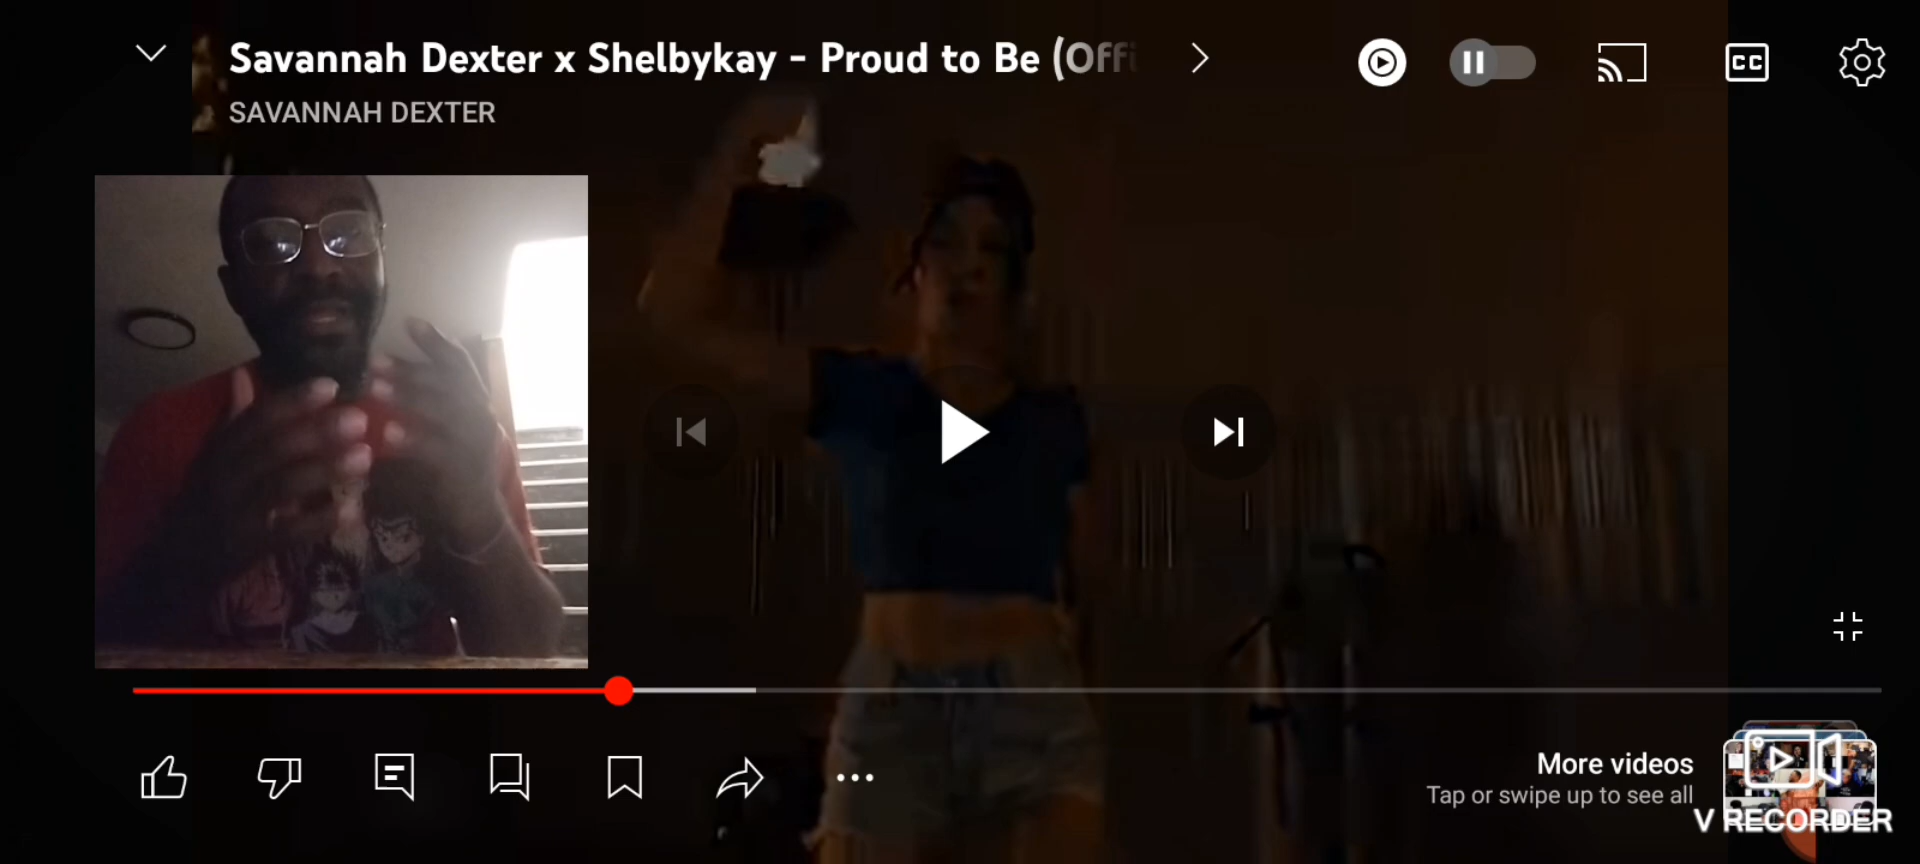 Savannah Dexter x Shelbykay - Proud to Be (Offi
SAVANNAH DEXTER
CC
More videos
Tap or swipe up to see all
V RECORDER